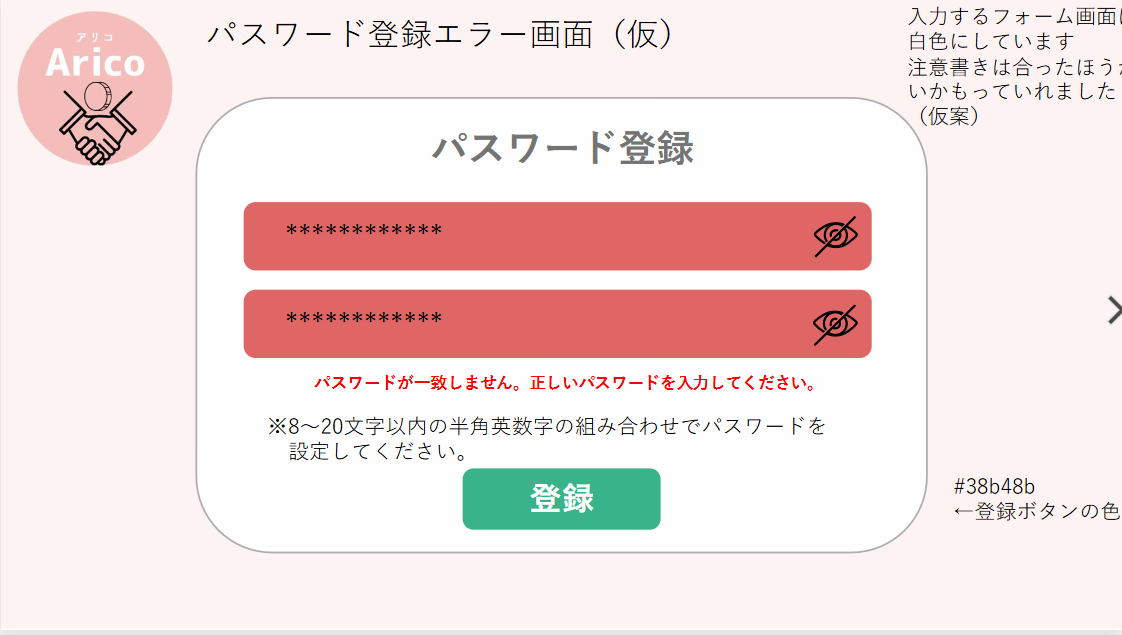 アリコ
Arico
パスワード登録エラー画面（仮）
入力するフォーム画面
白色にしています
注意書きは合ったほう
いかもっていれました
（仮案）
パスワード登録
************
************
パスワードが一致しません。正しいパスワードを入力してください。
※8～20文字以内の半角英数字の組み合わせでパスワードを
設定してください。
登録
#38b48b
←登録ボタンの色